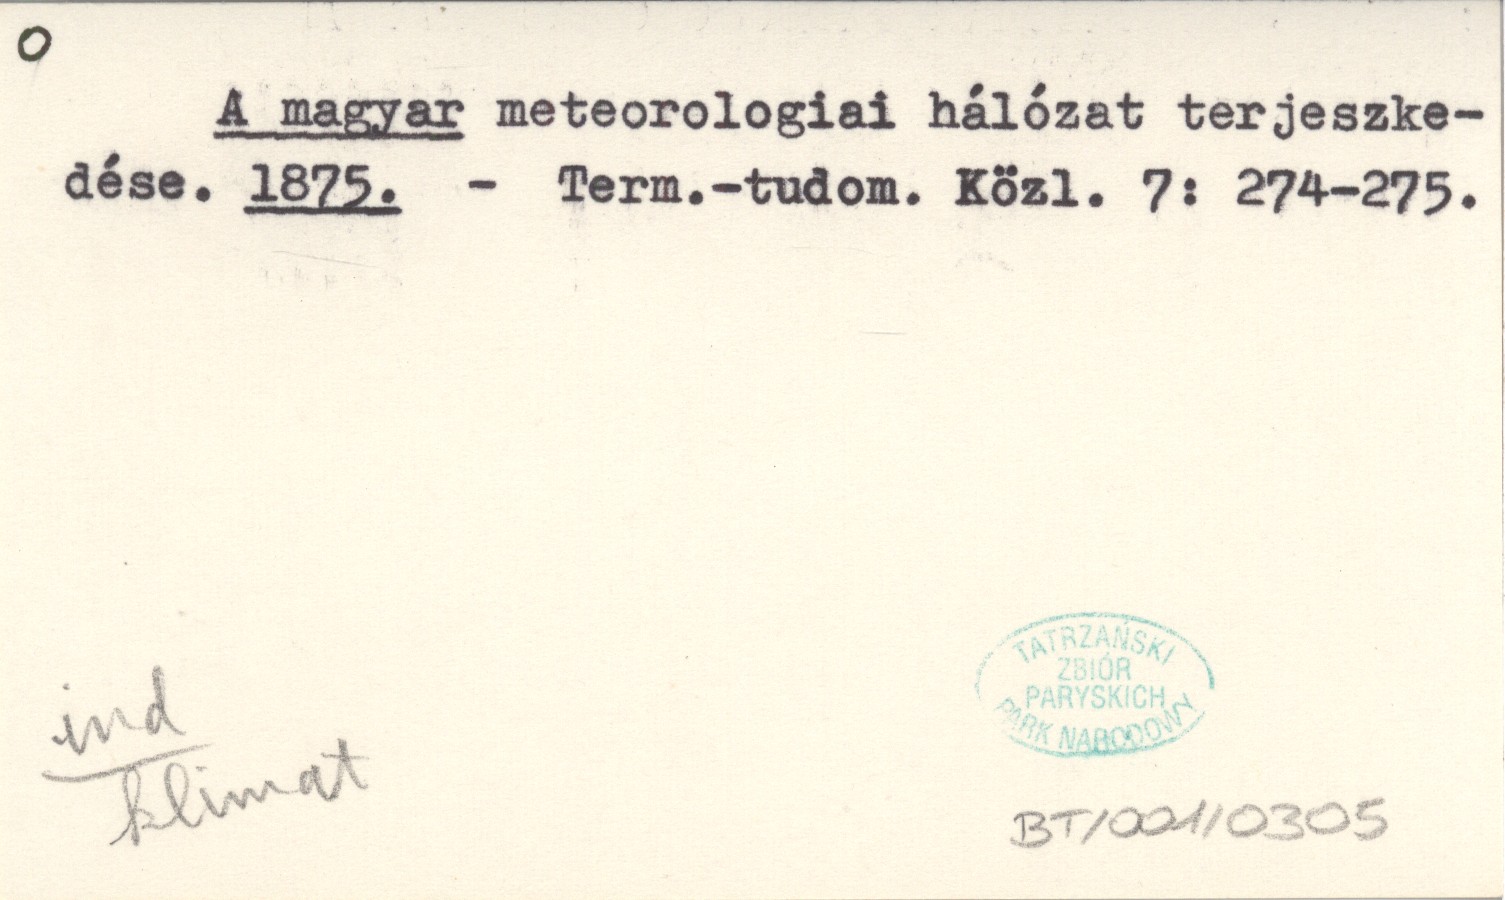 O
A magyar meteorologiai hálózat terjeszke-
dése. 1875. - Term.-tudom. Közl. 7: 274-275.
ind
klimat
TATRZAŃSKI
ZBIÓR
PARYSKICH
PARK NARODOWY
BT/001/0305